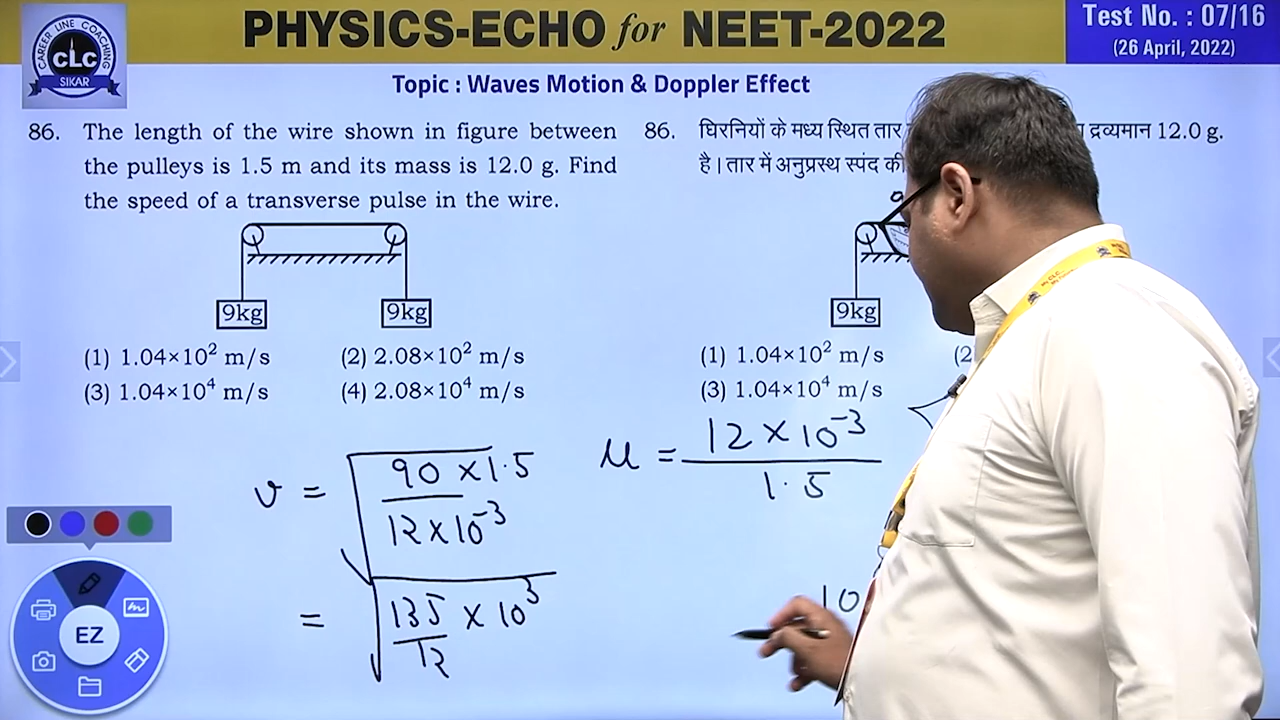 PHYSICS-ECHO for NEET-2022
Test No. : 07/16
(26 April, 2022)
CAREER LINE COACHING
CLC
SIKAR
Topic : Waves Motion & Doppler Effect
86. The length of the wire shown in figure between
the pulleys is 1.5 m and its mass is 12.0 g. Find
the speed of a transverse pulse in the wire.
9kg 9kg
(1) 1.04×10² m/s (2) 2.08×10² m/s
(3) 1.04×10⁴ m/s (4) 2.08×10⁴ m/s
86. घिरनियों के मध्य स्थित तार द्रव्यमान 12.0 g.
है। तार में अनुप्रस्थ स्पंद की
9kg
(1) 1.04×10² m/s (2
(3) 1.04×10⁴ m/s
μ = 12 × 10⁻³ / 1.5
v = √(90 × 1.5 / 12 × 10⁻³)
= √(135 / 12 × 10³)
10
EZ